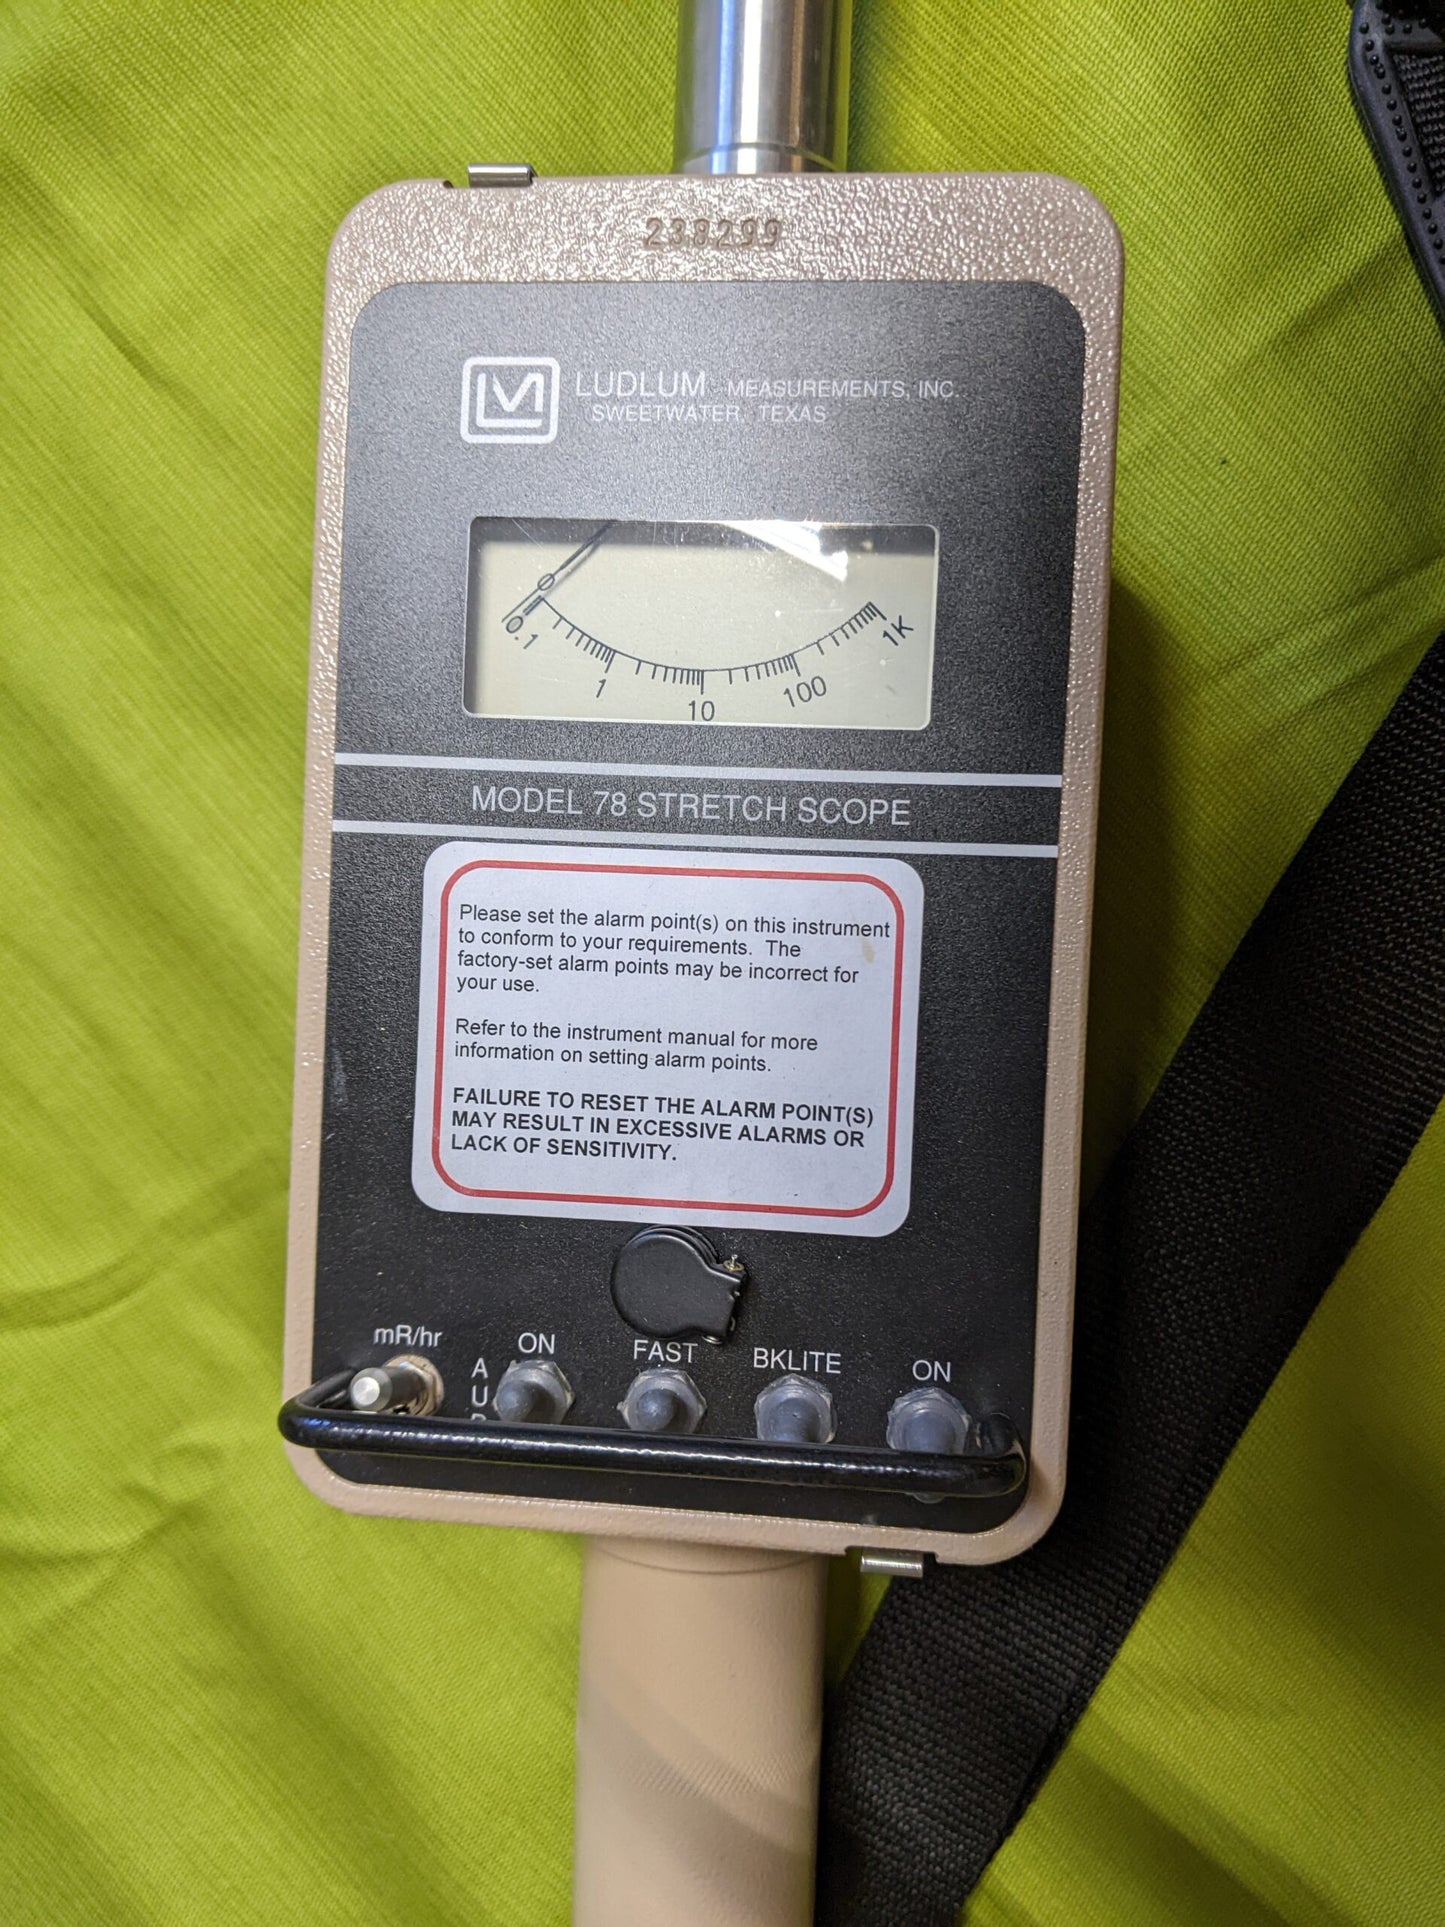 238299
LUDLUM MEASUREMENTS, INC.
SWEETWATER, TEXAS
0.1 1 10 100 1K
MODEL 78 STRETCH SCOPE
Please set the alarm point(s) on this instrument
to conform to your requirements. The
factory-set alarm points may be incorrect for
your use.
Refer to the instrument manual for more
information on setting alarm points.
FAILURE TO RESET THE ALARM POINT(S)
MAY RESULT IN EXCESSIVE ALARMS OR
LACK OF SENSITIVITY.
mR/hr ON FAST BKLITE ON